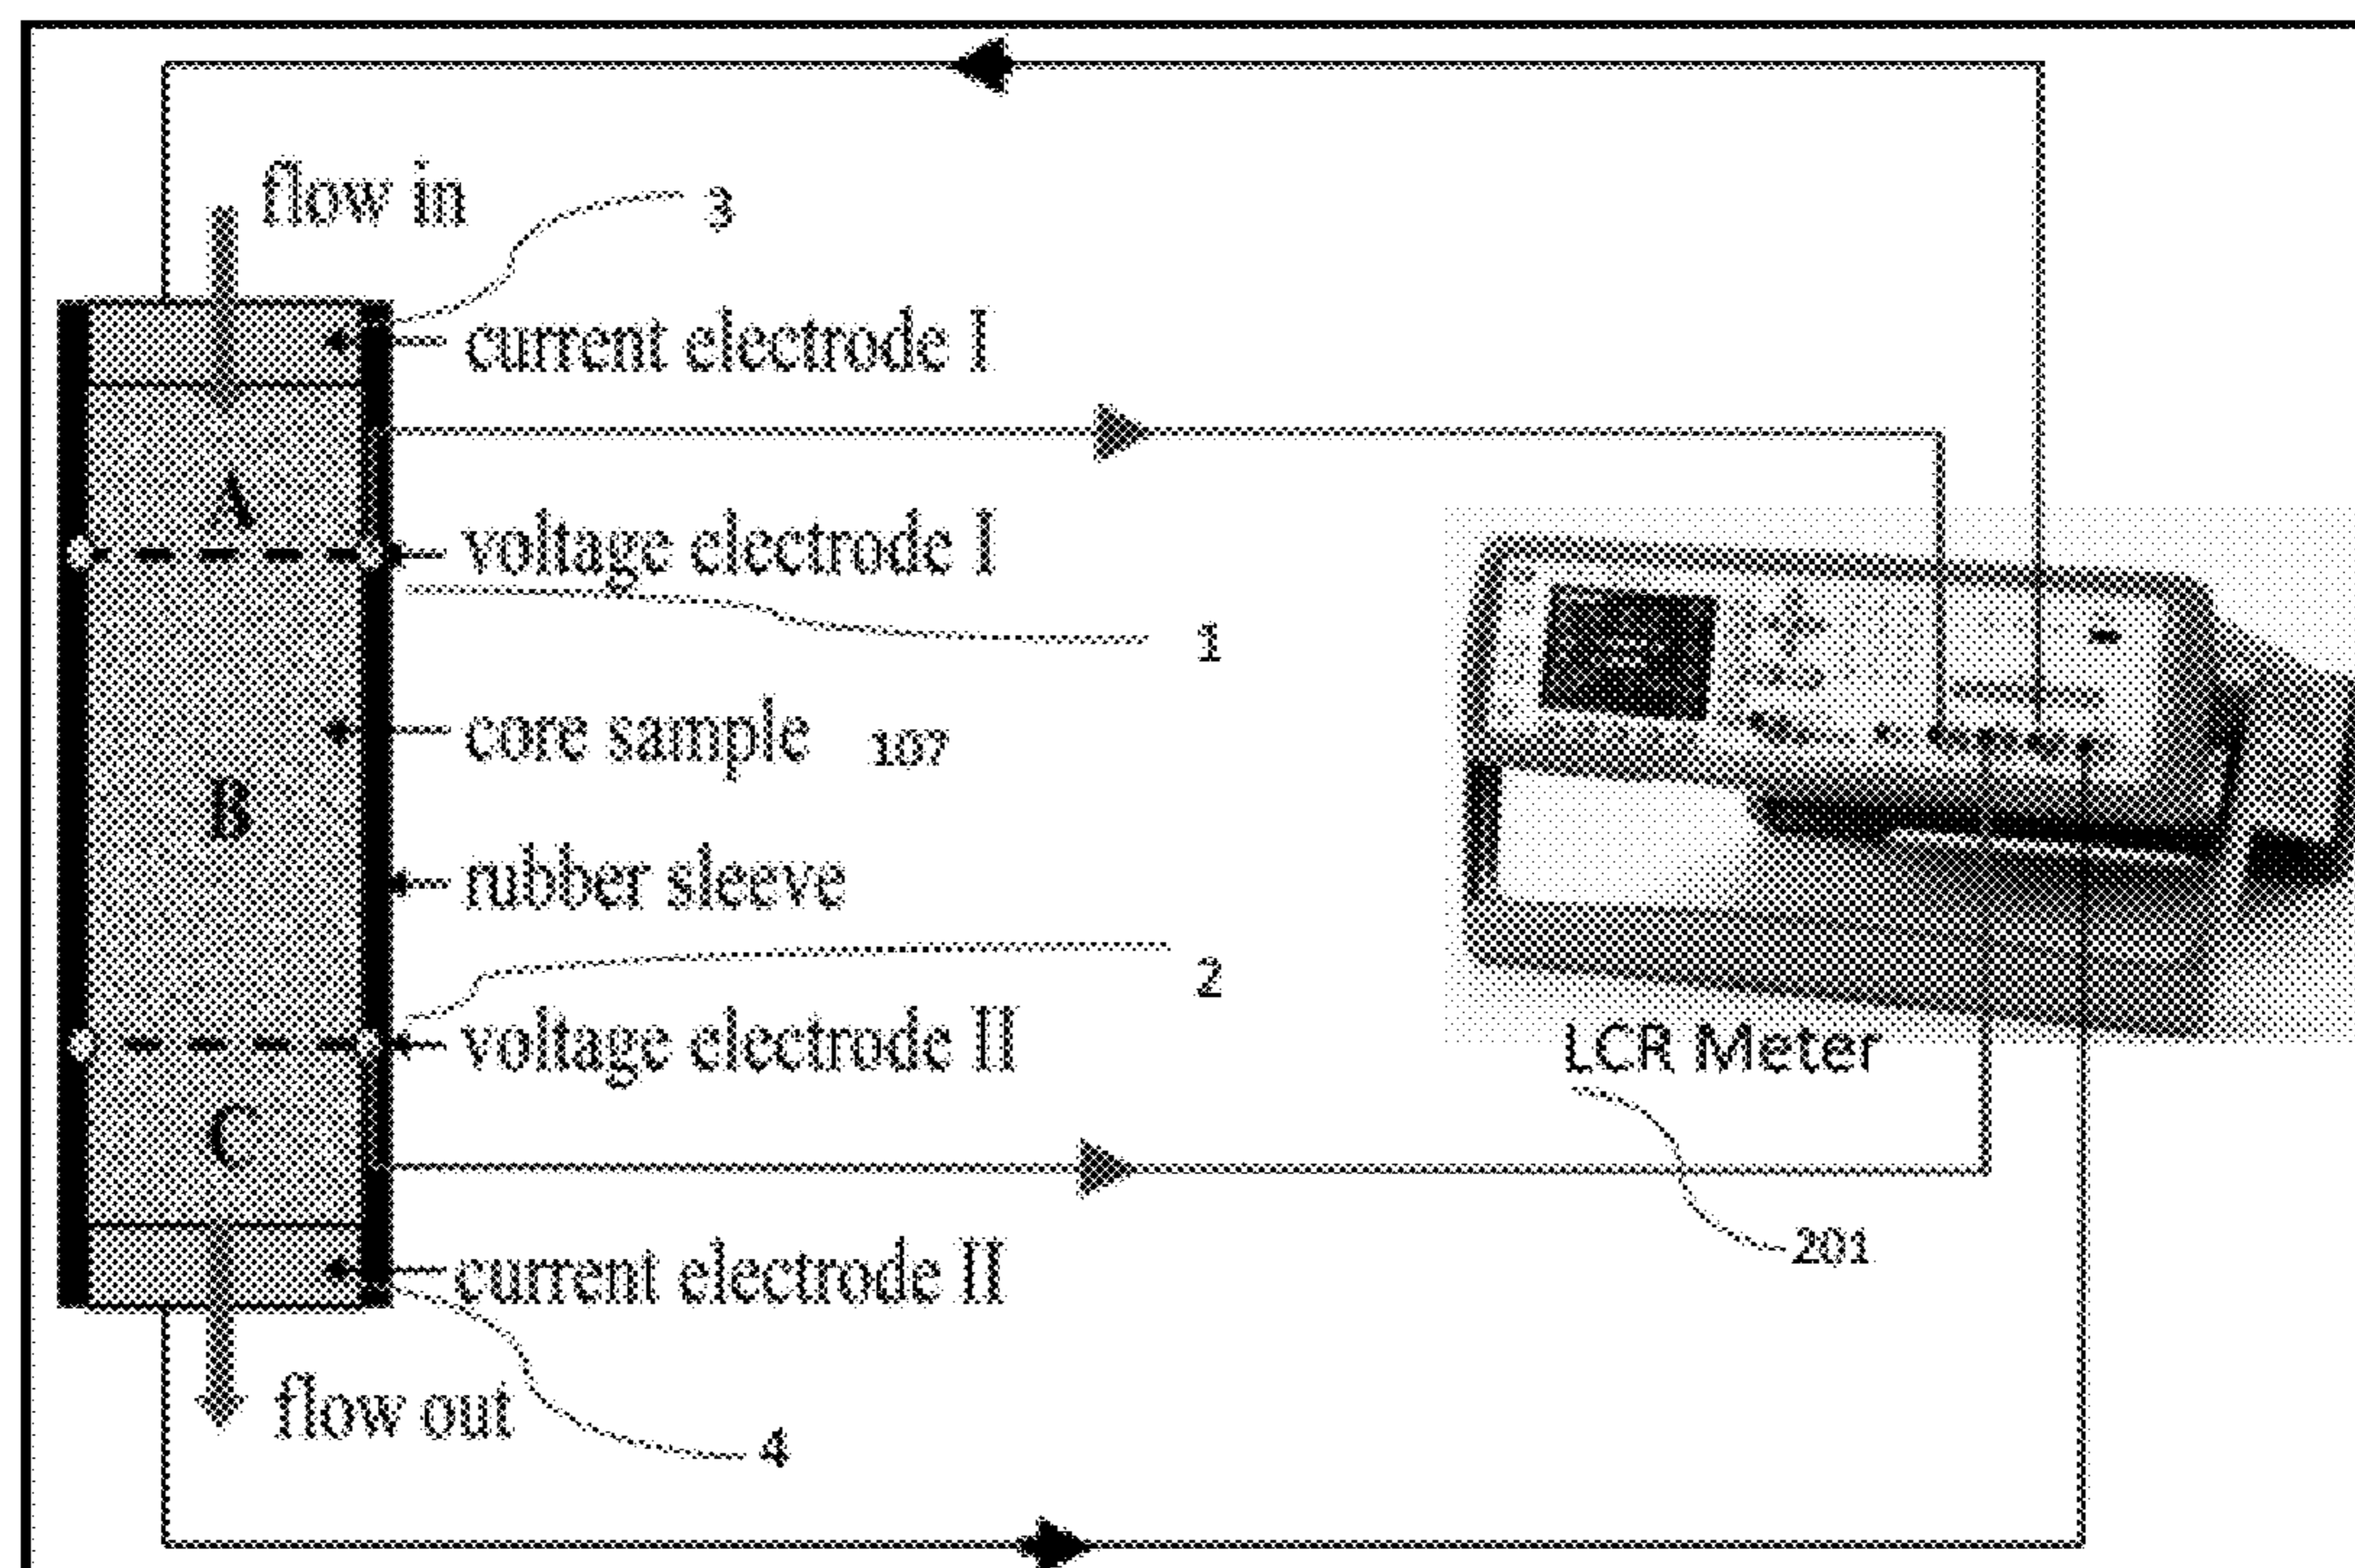 flow in
3
current electrode I
A
voltage electrode I
1
core sample 107
B
rubber sleeve
2
voltage electrode II
LCR Meter
C
201
current electrode II
flow out
4